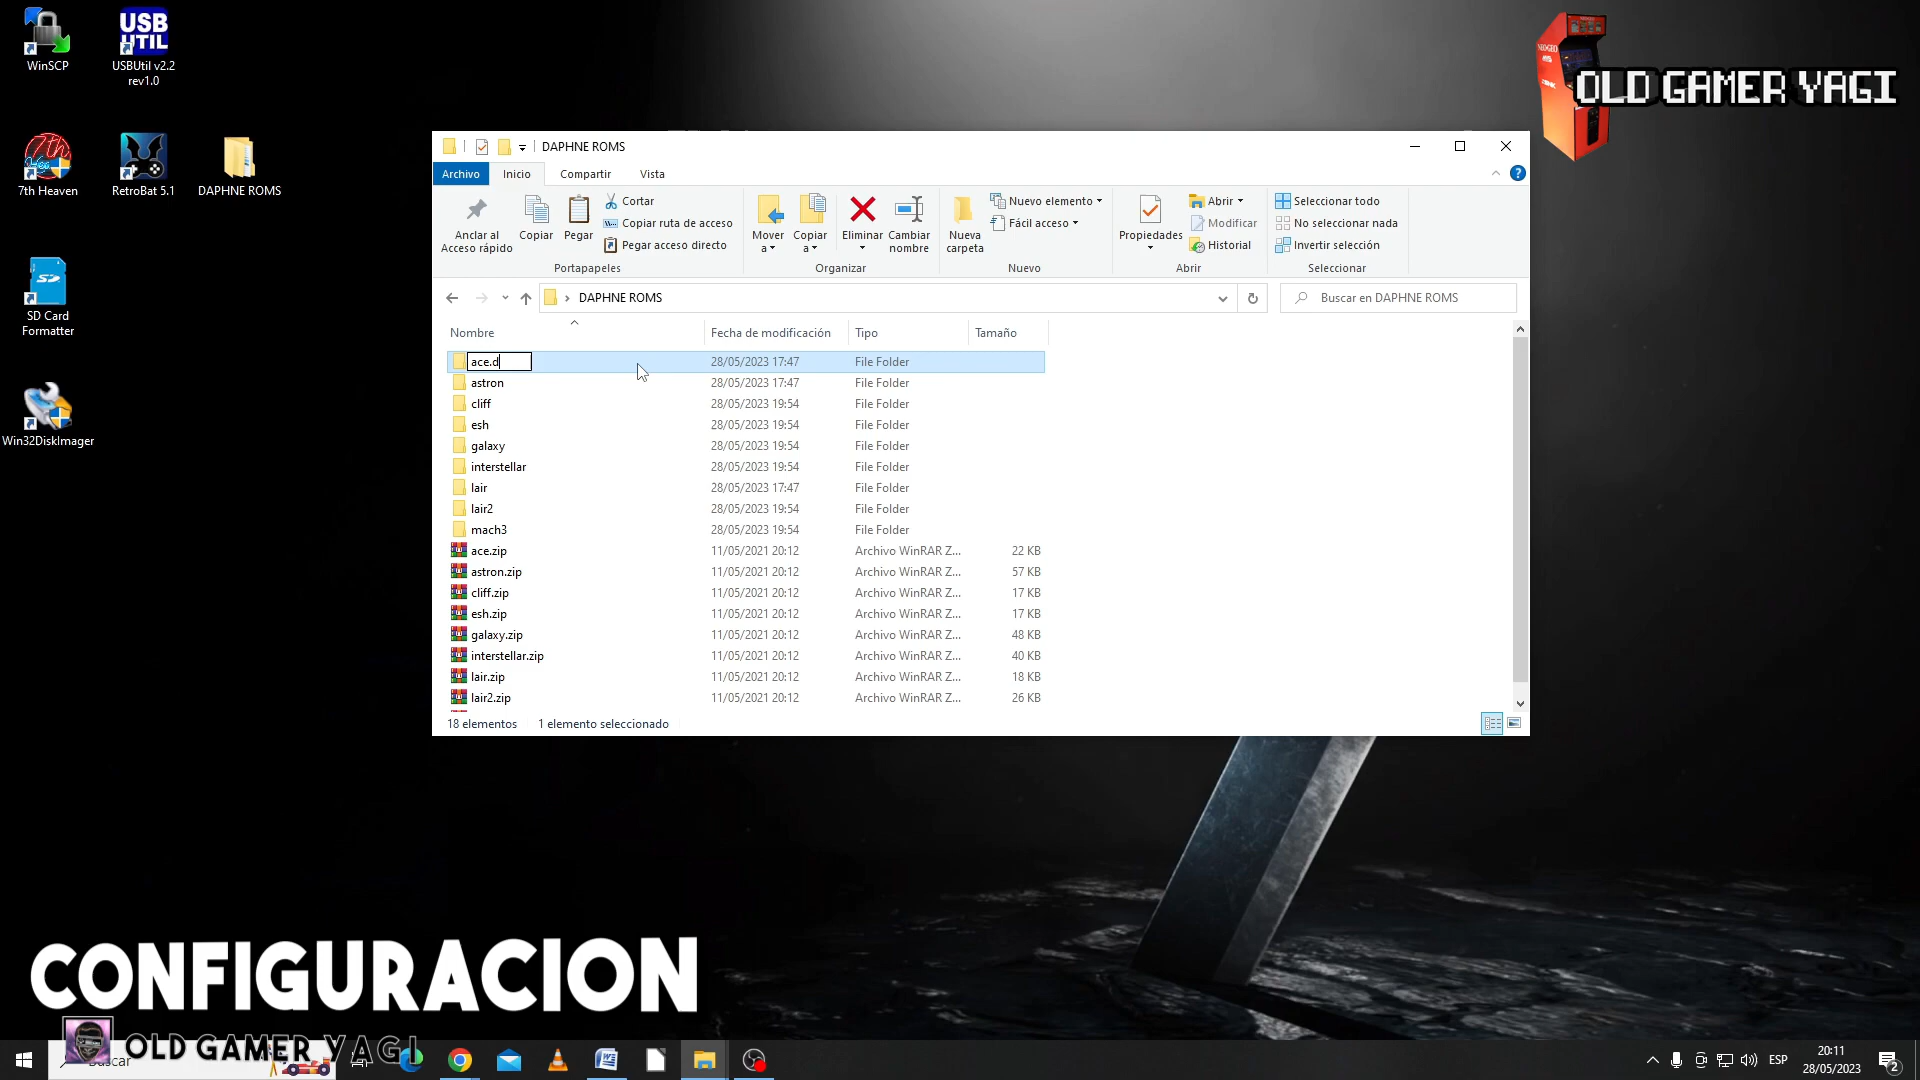 WinSCP
USB UTIL
USBUtil v2.2 rev1.0
7th Heaven
RetroBat 5.1
DAPHNE ROMS
SD Card Formatter
Win32DiskImager
OLD GAMER YAGI
DAPHNE ROMS
Archivo Inicio Compartir Vista
Anclar al Acceso rápido
Copiar
Pegar
Cortar
Copiar ruta de acceso
Pegar acceso directo
Portapapeles
Mover a
Copiar a
Eliminar
Cambiar nombre
Organizar
Nueva carpeta
Nuevo elemento
Fácil acceso
Nuevo
Propiedades
Abrir
Modificar
Historial
Abrir
Seleccionar todo
No seleccionar nada
Invertir selección
Seleccionar
DAPHNE ROMS
Buscar en DAPHNE ROMS
Nombre Fecha de modificación Tipo Tamaño
ace.d 28/05/2023 17:47 File Folder
astron 28/05/2023 17:47 File Folder
cliff 28/05/2023 19:54 File Folder
esh 28/05/2023 19:54 File Folder
galaxy 28/05/2023 19:54 File Folder
interstellar 28/05/2023 19:54 File Folder
lair 28/05/2023 17:47 File Folder
lair2 28/05/2023 19:54 File Folder
mach3 28/05/2023 19:54 File Folder
ace.zip 11/05/2021 20:12 Archivo WinRAR Z... 22 KB
astron.zip 11/05/2021 20:12 Archivo WinRAR Z... 57 KB
cliff.zip 11/05/2021 20:12 Archivo WinRAR Z... 17 KB
esh.zip 11/05/2021 20:12 Archivo WinRAR Z... 17 KB
galaxy.zip 11/05/2021 20:12 Archivo WinRAR Z... 48 KB
interstellar.zip 11/05/2021 20:12 Archivo WinRAR Z... 40 KB
lair.zip 11/05/2021 20:12 Archivo WinRAR Z... 18 KB
lair2.zip 11/05/2021 20:12 Archivo WinRAR Z... 26 KB
18 elementos 1 elemento seleccionado
CONFIGURACION
OLD GAMER YAGI
Buscar
ESP
20:11
28/05/2023
2